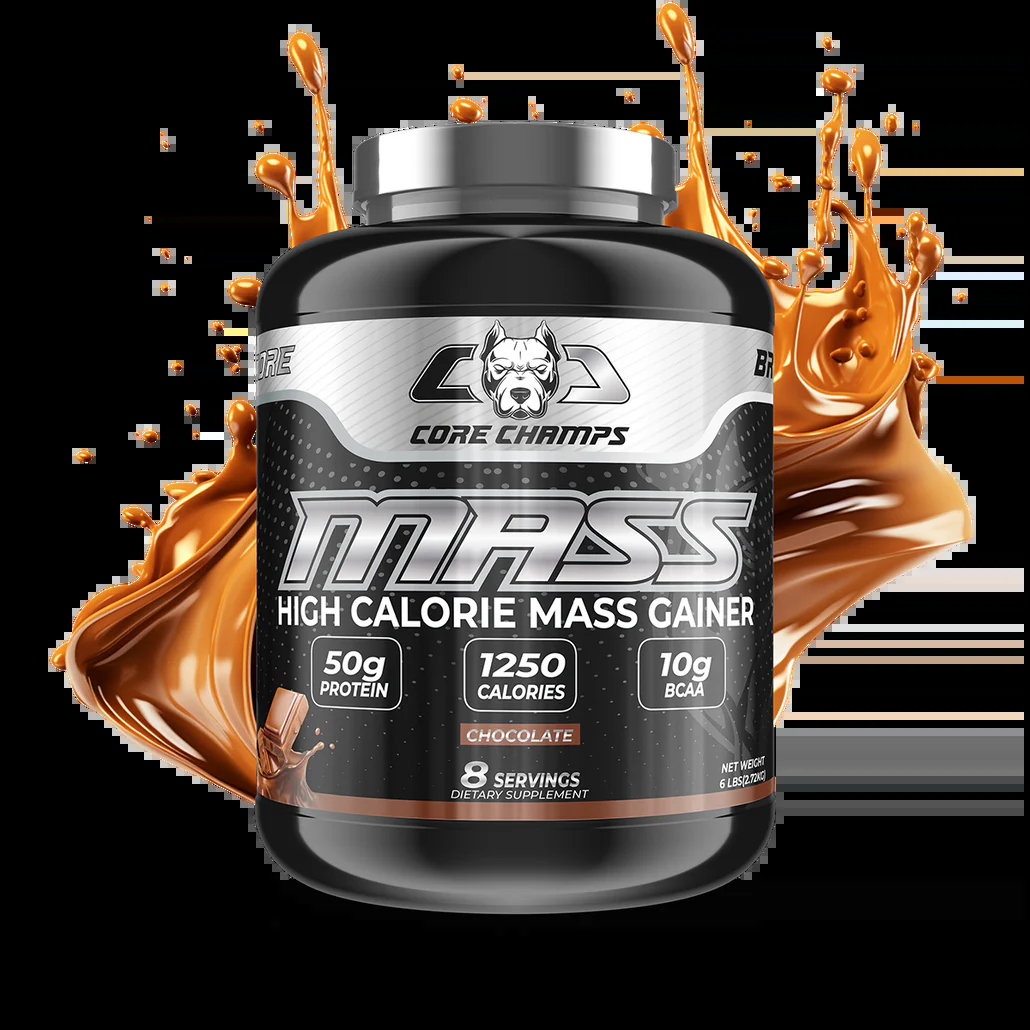 CORE CHAMPS
MASS
HIGH CALORIE MASS GAINER
50g
PROTEIN
1250
CALORIES
10g
BCAA
CHOCOLATE
8 SERVINGS
DIETARY SUPPLEMENT
NET WEIGHT
6 LBS(2.72KG)